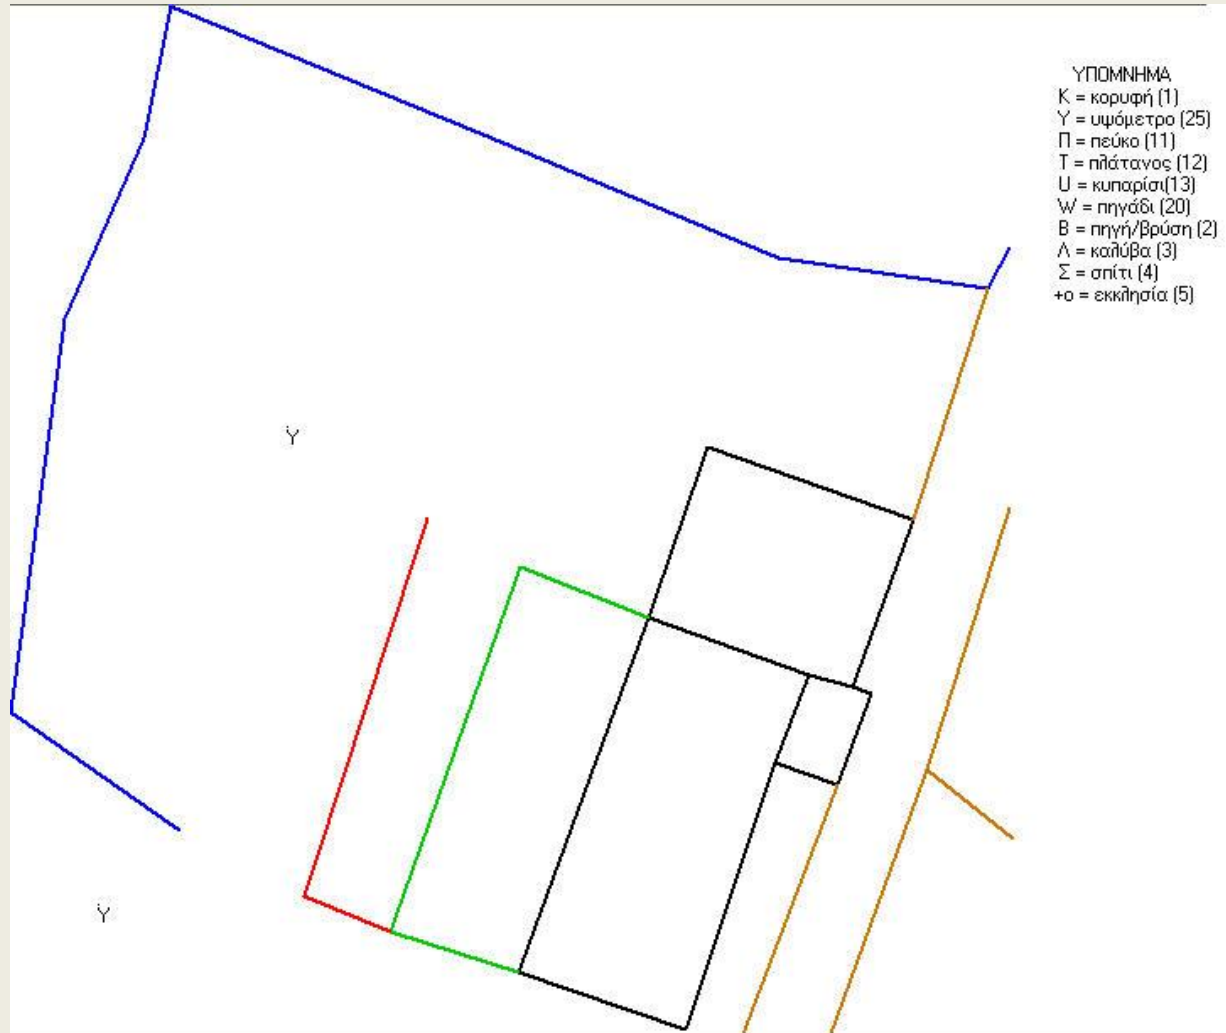 ΥΠΟΜΝΗΜΑ
Κ = κορυφή (1)
Υ = υψόμετρο (25)
Π = πεύκο (11)
Τ = πλάτανος (12)
U = κυπαρίσι(13)
W = πηγάδι (20)
Β = πηγή/βρύση (2)
Λ = καλύβα (3)
Σ = σπίτι (4)
+ο = εκκλησία (5)
Υ
Υ